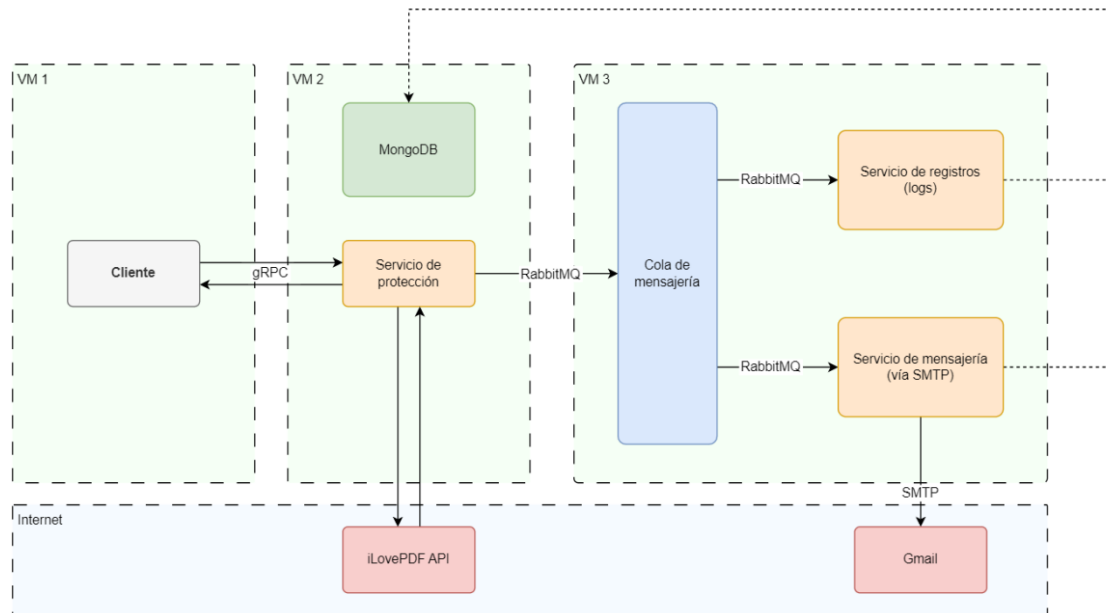 VM 1
VM 2
VM 3
MongoDB
Servicio de registros
(logs)
RabbitMQ
Cliente
gRPC
Servicio de
protección
RabbitMQ
Cola de
mensajería
RabbitMQ
Servicio de mensajería
(vía SMTP)
SMTP
Internet
iLovePDF API
Gmail